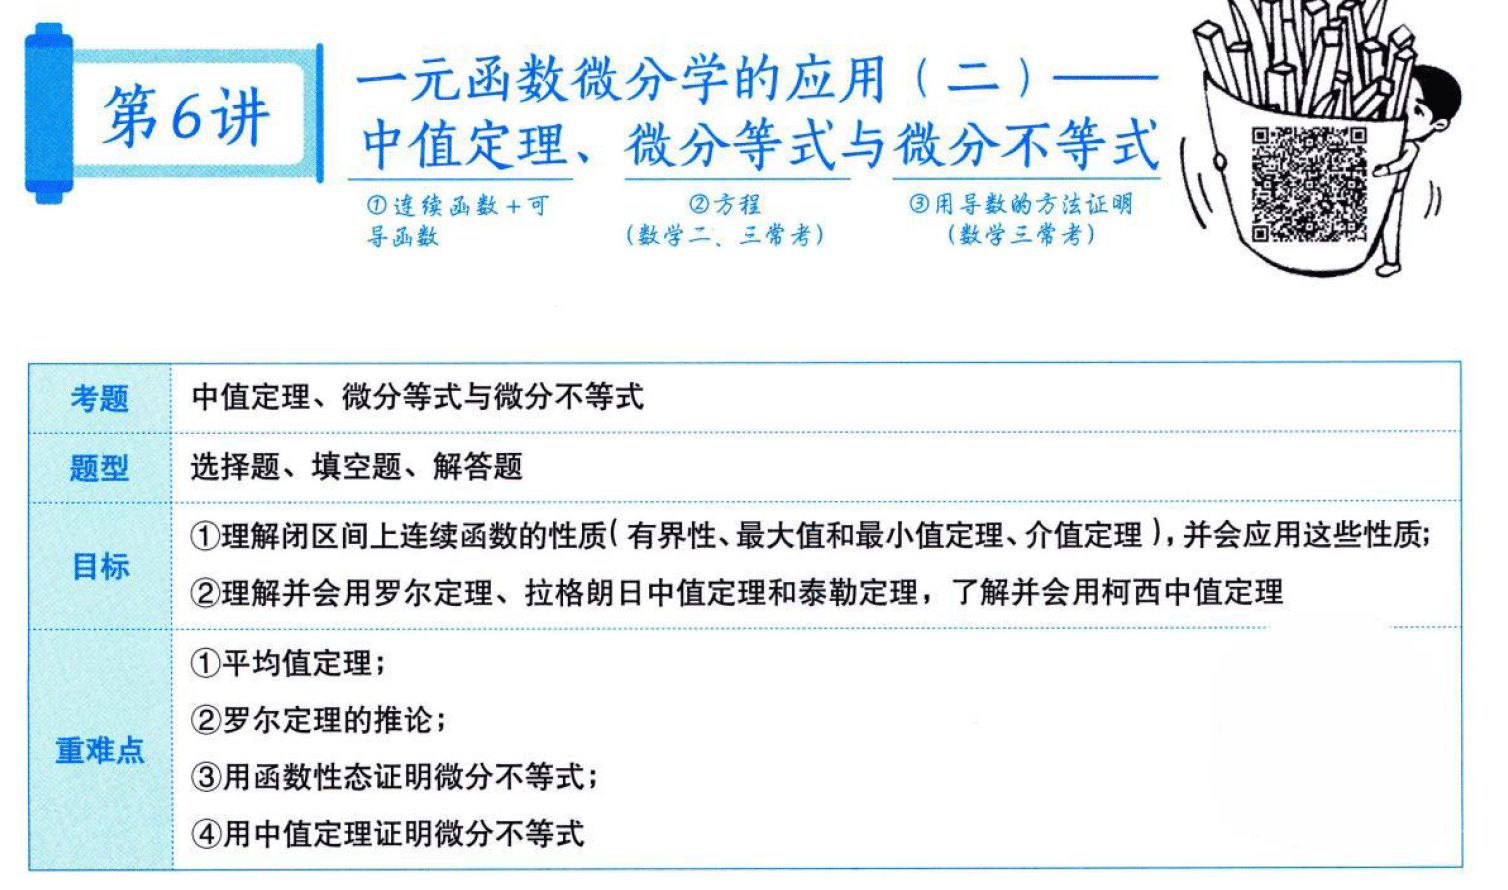 第6讲
一元函数微分学的应用(二)——
中值定理、微分等式与微分不等式
①连续函数+可
导函数
②方程
(数学二、三常考)
③用导数的方法证明
(数学三常考)
考题
中值定理、微分等式与微分不等式
题型
选择题、填空题、解答题
目标
①理解闭区间上连续函数的性质(有界性、最大值和最小值定理、介值定理),并会应用这些性质;
②理解并会用罗尔定理、拉格朗日中值定理和泰勒定理,了解并会用柯西中值定理
重难点
①平均值定理;
②罗尔定理的推论;
③用函数性态证明微分不等式;
④用中值定理证明微分不等式